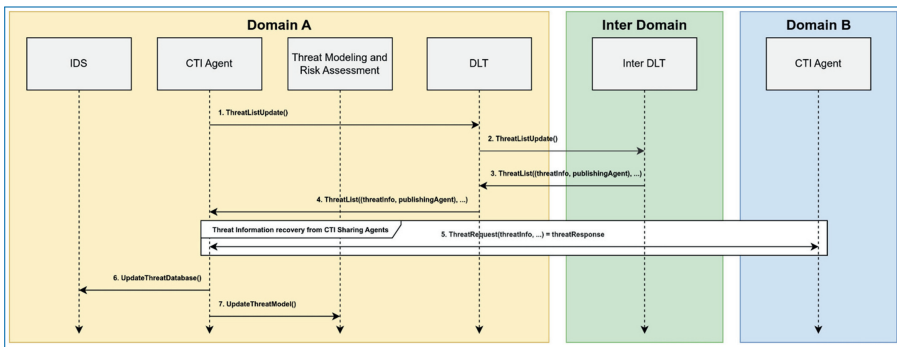 Domain A
Inter Domain
Domain B
IDS
CTI Agent
Threat Modeling and
Risk Assessment
DLT
Inter DLT
CTI Agent
1. ThreatListUpdate()
2. ThreatListUpdate()
3. ThreatList((threatInfo, publishingAgent), ...)
4. ThreatList((threatInfo, publishingAgent), ...)
Threat Information recovery from CTI Sharing Agents
5. ThreatRequest(threatInfo, ...) = threatResponse
6. UpdateThreatDatabase()
7. UpdateThreatModel()